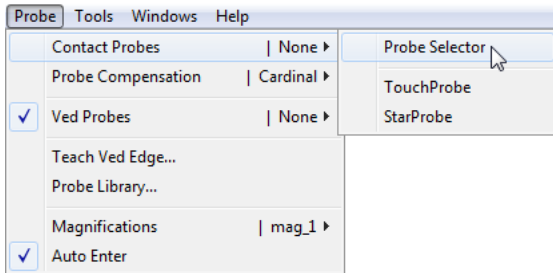 Probe Tools Windows Help
Contact Probes | None
Probe Selector
Probe Compensation | Cardinal
TouchProbe
Ved Probes | None
StarProbe
Teach Ved Edge...
Probe Library...
Magnifications | mag_1
Auto Enter